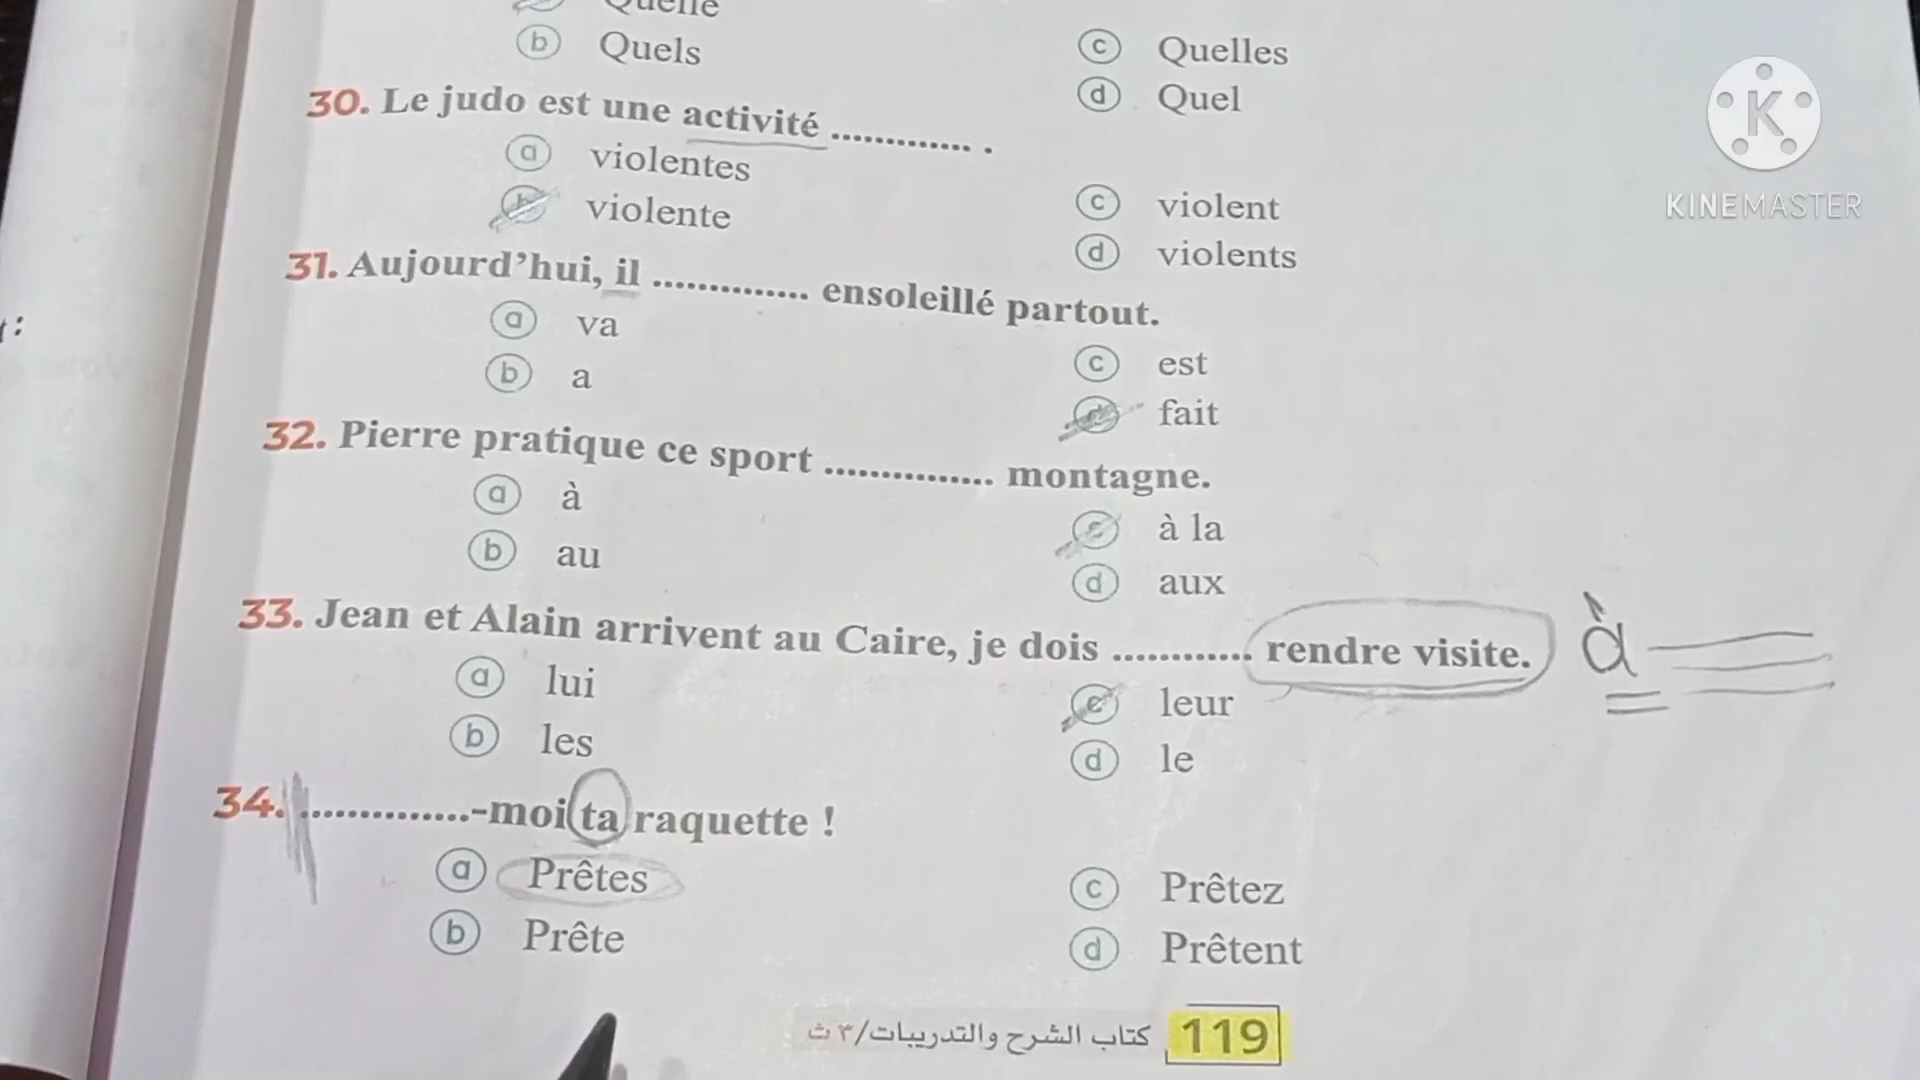 Quelle
b Quels
c Quelles
d Quel
30. Le judo est une activité ............. .
a violentes
b violente
c violent
d violents
31. Aujourd'hui, il .............. ensoleillé partout.
a va
b a
c est
d fait
32. Pierre pratique ce sport ............... montagne.
a à
b au
c à la
d aux
33. Jean et Alain arrivent au Caire, je dois ............. rendre visite.
à
a lui
b les
c leur
d le
34. ...............-moi ta raquette !
a Prêtes
b Prête
c Prêtez
d Prêtent
119 كتاب الشرح والتدريبات/٣ ث
K
KINEMASTER